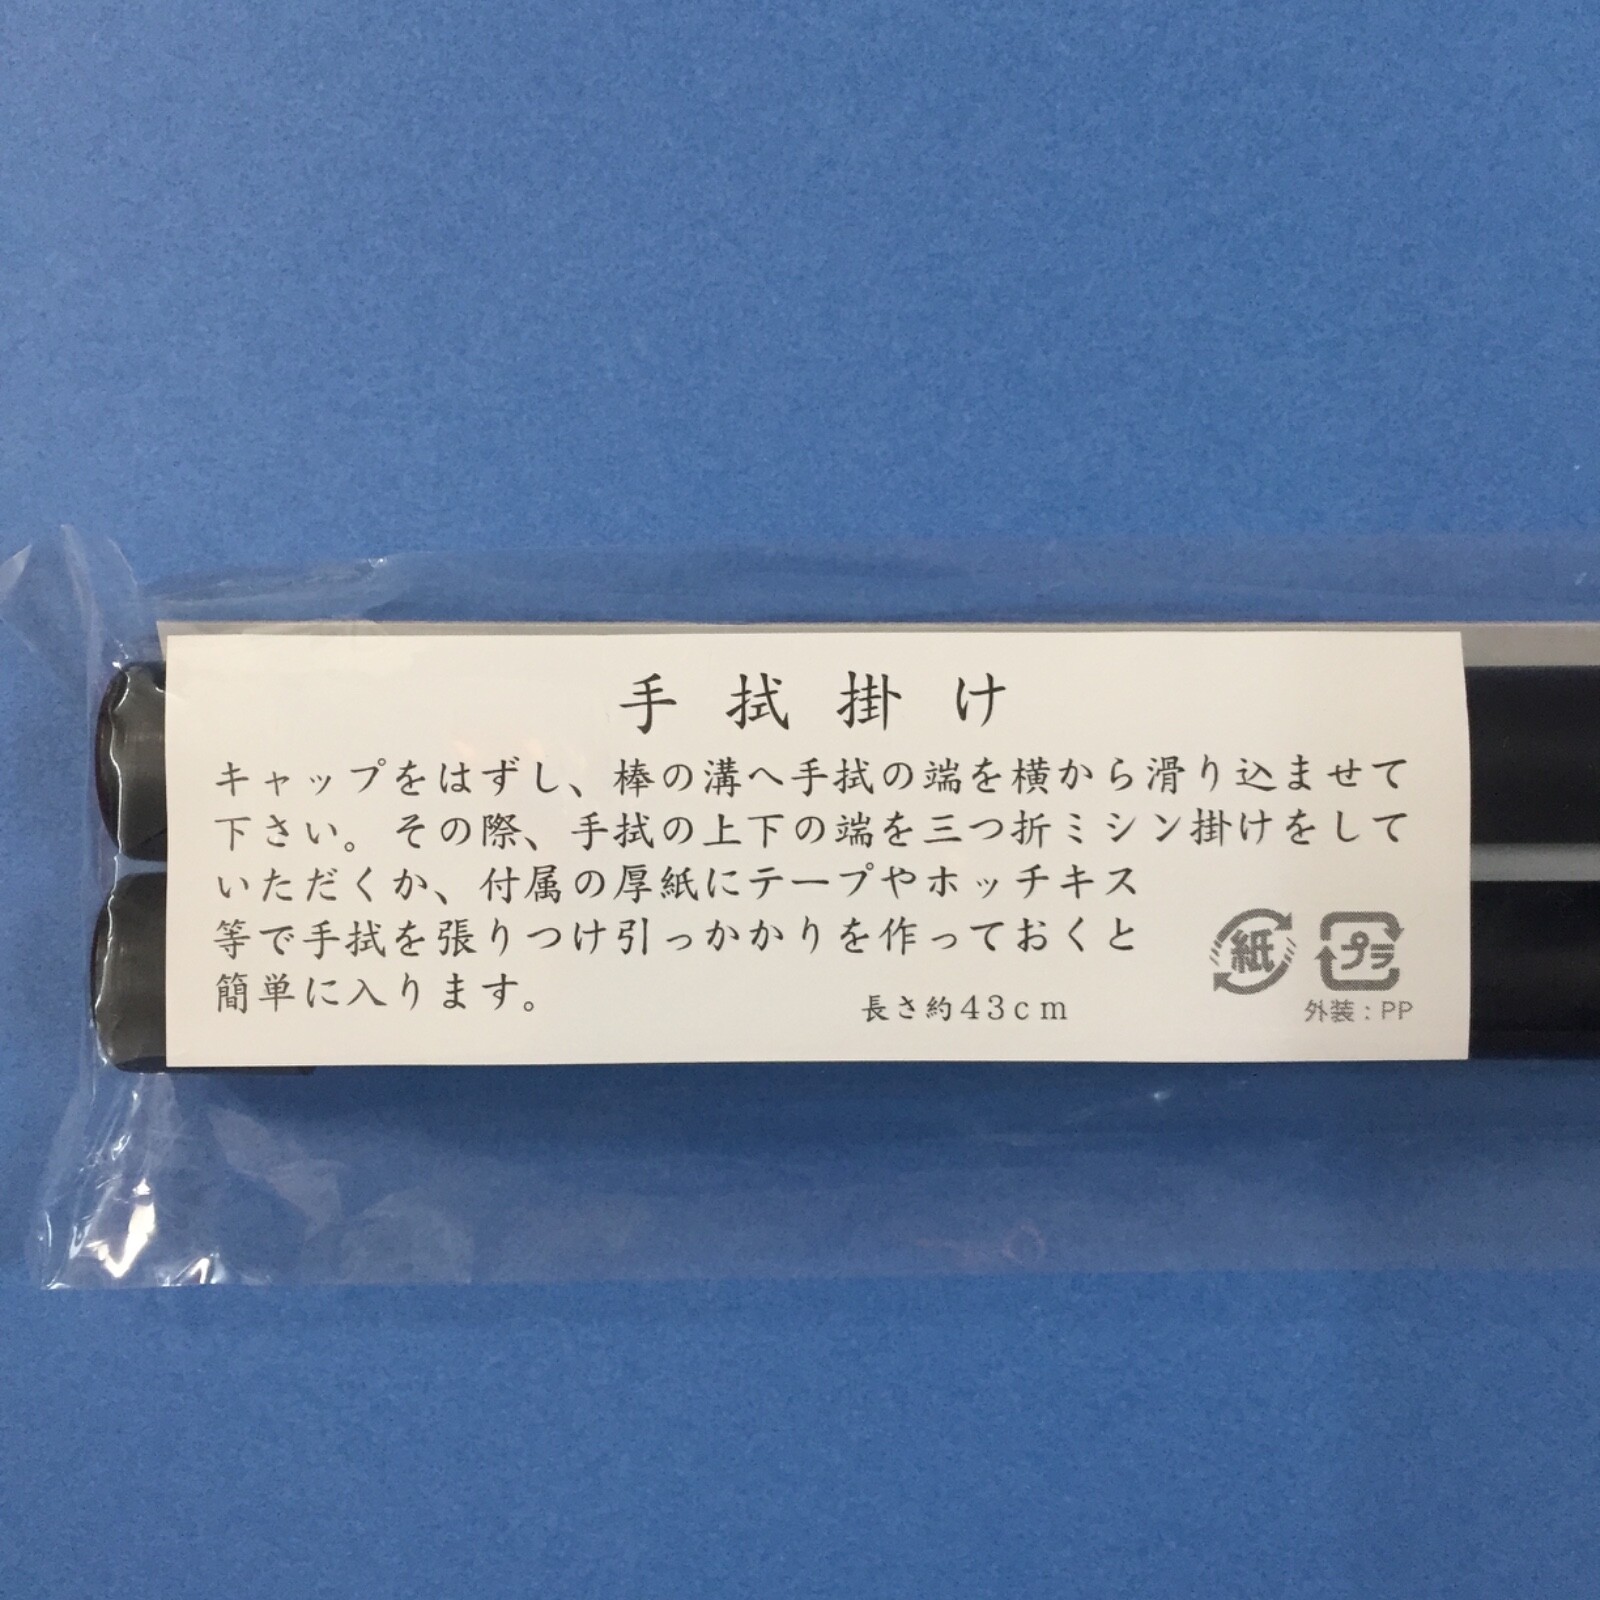 手拭掛け
キャップをはずし、棒の溝へ手拭の端を横から滑り込ませて
下さい。その際、手拭の上下の端を三つ折ミシン掛けをして
いただくか、付属の厚紙にテープやホッチキス
等で手拭を張りつけ引っかかりを作っておくと
簡単に入ります。
長さ約43cm
紙
プラ
外装：PP